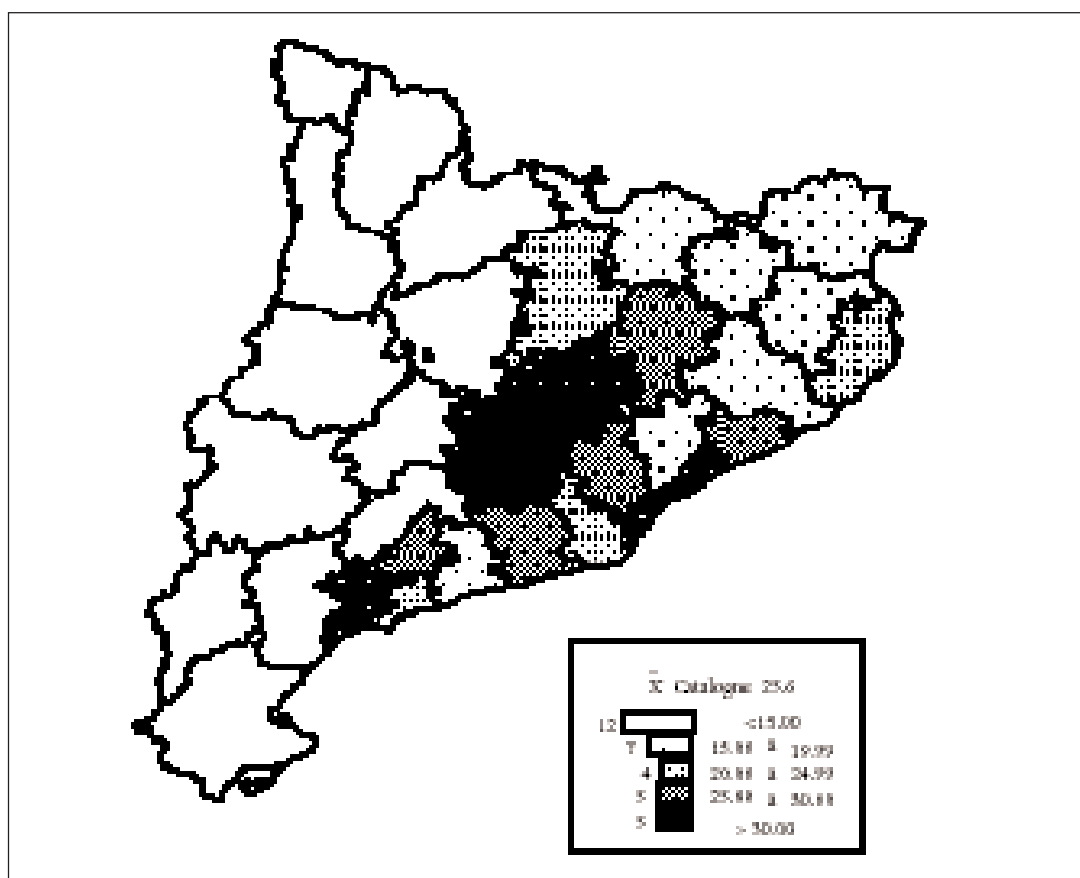 x̄ Catalogne 25.6
12 <15.00
7 15.00 à 19.99
4 20.00 à 24.99
5 25.00 à 30.00
5 > 30.00